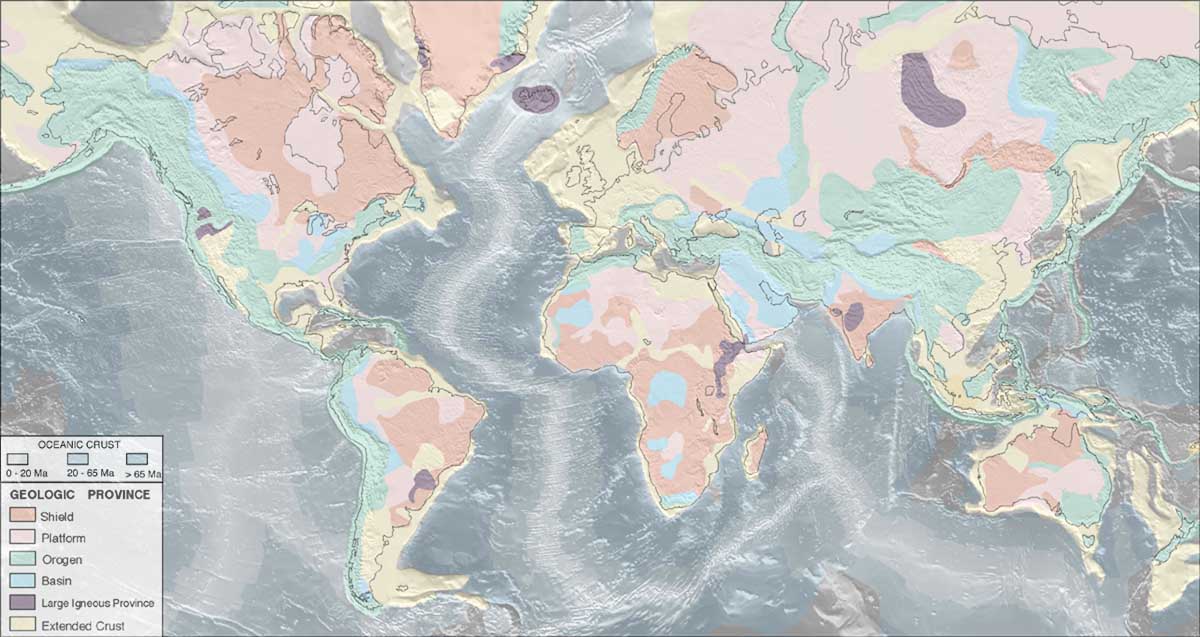 OCEANIC CRUST
0 - 20 Ma 20 - 65 Ma > 65 Ma
GEOLOGIC PROVINCE
Shield
Platform
Orogen
Basin
Large Igneous Province
Extended Crust